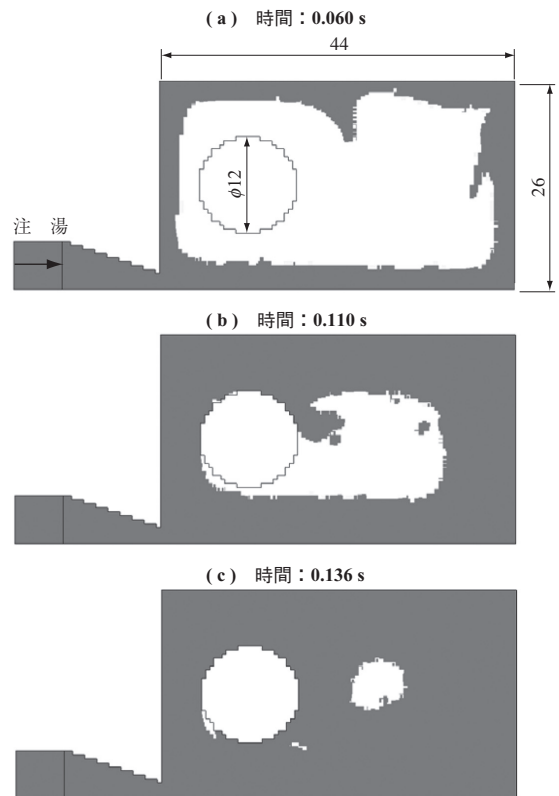 ( a ) 時間：0.060 s
44
φ12
26
注 湯
( b ) 時間：0.110 s
( c ) 時間：0.136 s